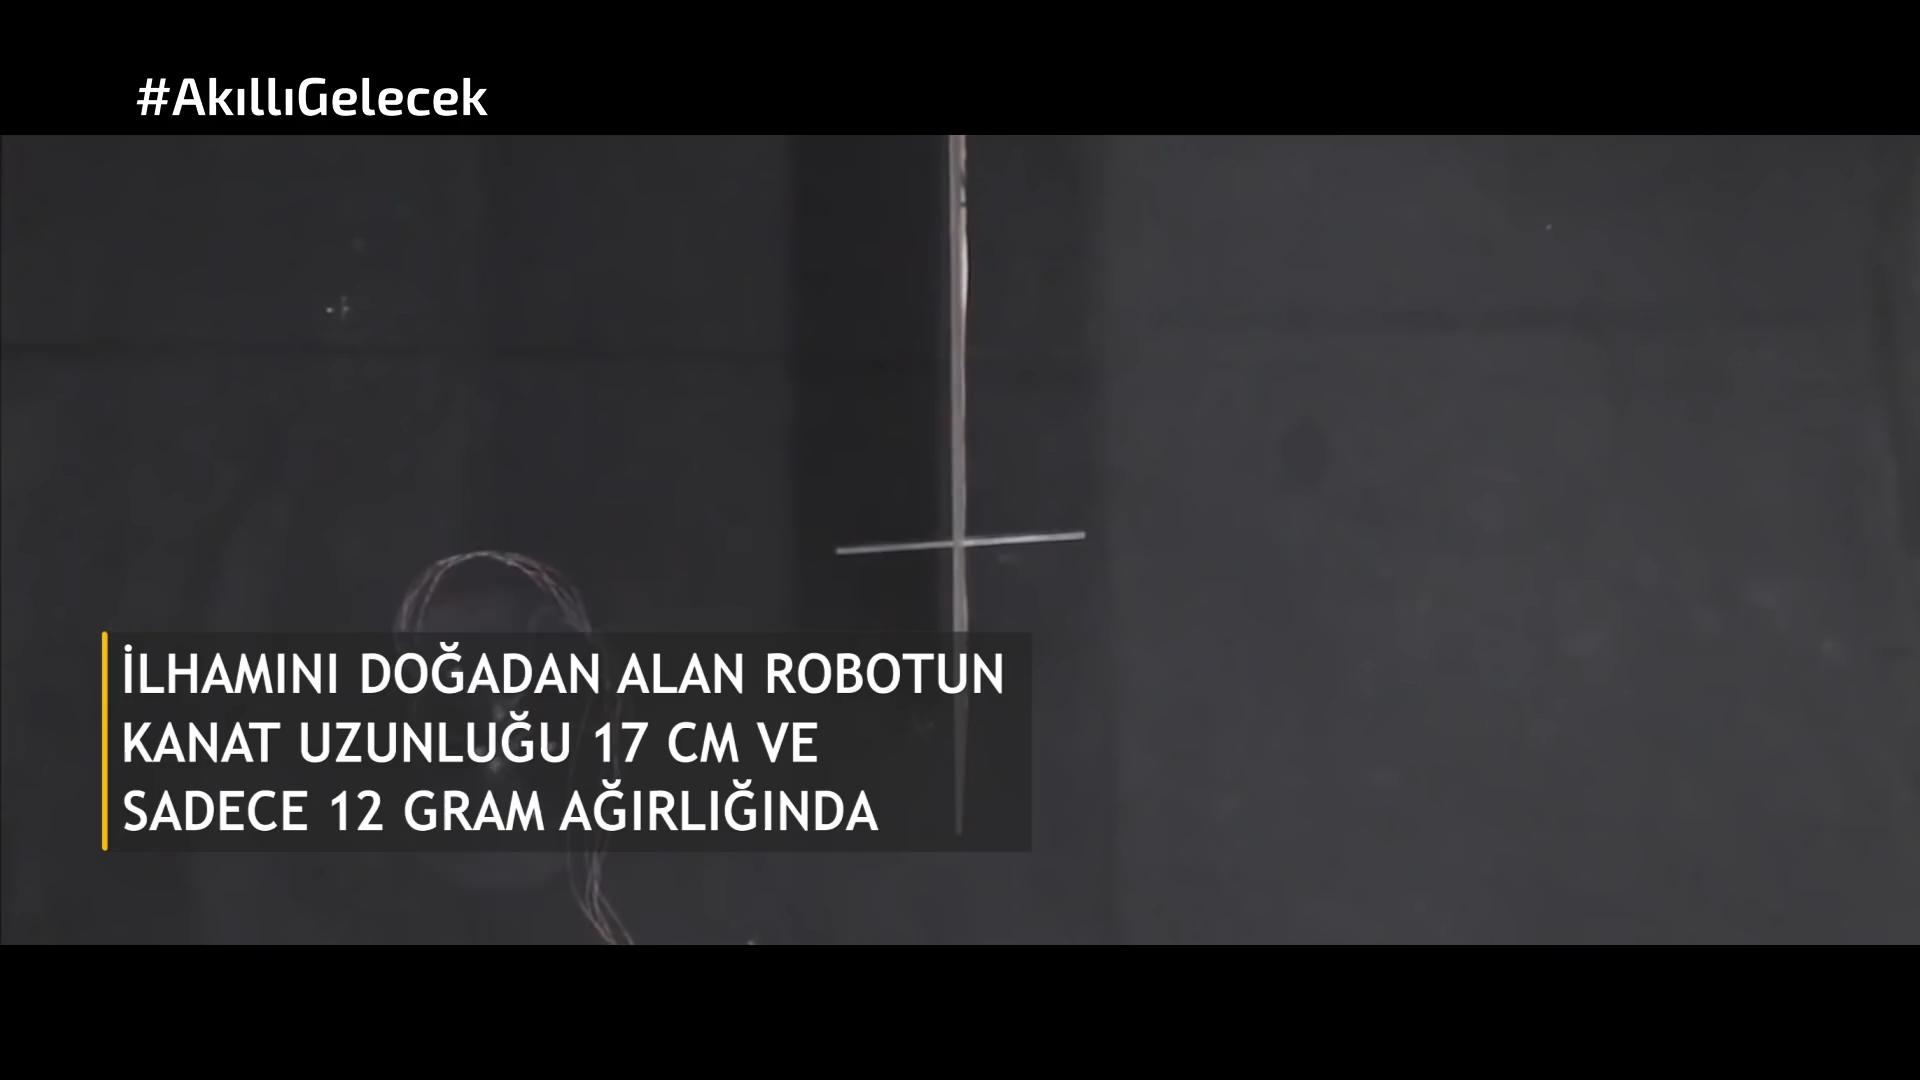 #AkıllıGelecek
İLHAMINI DOĞADAN ALAN ROBOTUN
KANAT UZUNLUĞU 17 CM VE
SADECE 12 GRAM AĞIRLIĞINDA